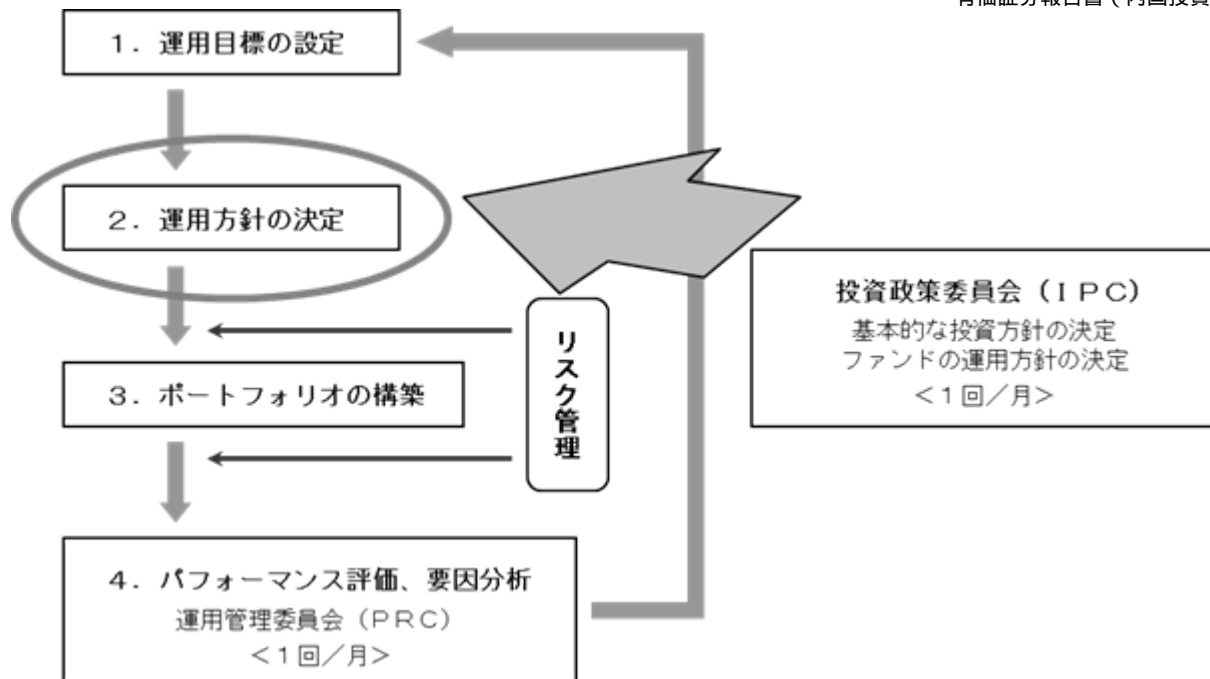 有価証券報告書（内国投資
１．運用目標の設定
２．運用方針の決定
投資政策委員会（ＩＰＣ）
基本的な投資方針の決定
ファンドの運用方針の決定
＜１回／月＞
リスク管理
３．ポートフォリオの構築
４．パフォーマンス評価、要因分析
運用管理委員会（ＰＲＣ）
＜１回／月＞